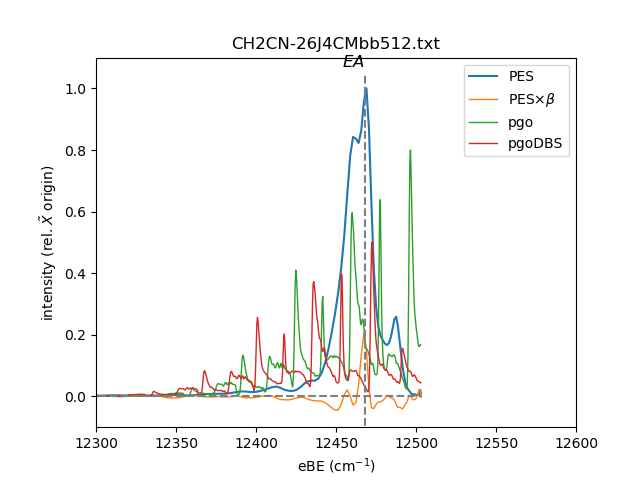 CH2CN-26J4CMbb512.txt
EA
PES
PES×β
pgo
pgoDBS
intensity (rel. X̃ origin)
1.0
0.8
0.6
0.4
0.2
0.0
12300 12350 12400 12450 12500 12550 12600
eBE (cm⁻¹)